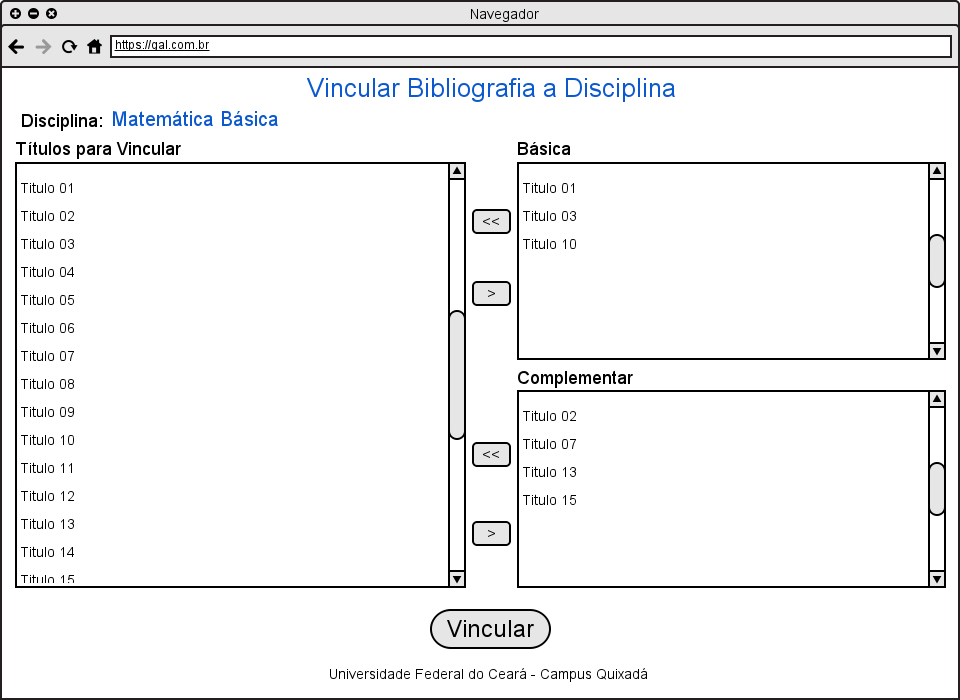 Navegador
https://gal.com.br
Vincular Bibliografia a Disciplina
Disciplina: Matemática Básica
Títulos para Vincular
Titulo 01
Titulo 02
Titulo 03
Titulo 04
Titulo 05
Titulo 06
Titulo 07
Titulo 08
Titulo 09
Titulo 10
Titulo 11
Titulo 12
Titulo 13
Titulo 14
Titulo 15
<<
>
<<
>
Básica
Titulo 01
Titulo 03
Titulo 10
Complementar
Titulo 02
Titulo 07
Titulo 13
Titulo 15
Vincular
Universidade Federal do Ceará - Campus Quixadá